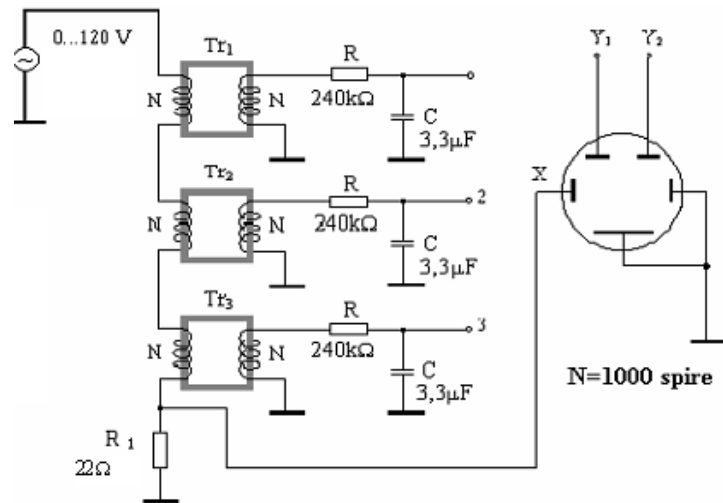 0...120 V
Tr₁
N
N
R
240kΩ
C
3,3μF
Y₁
Y₂
X
Tr₂
N
N
R
240kΩ
2
C
3,3μF
Tr₃
N
N
R
240kΩ
3
C
3,3μF
N=1000 spire
R ₁
22Ω